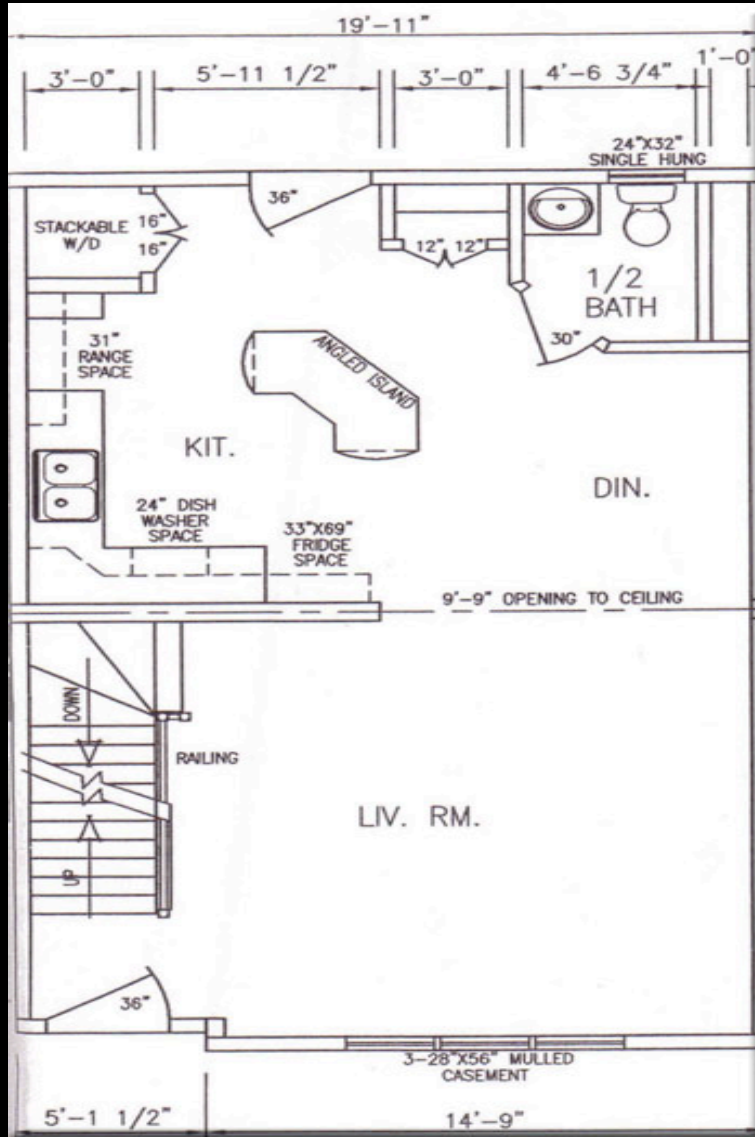 19'-11"
3'-0"
5'-11 1/2"
3'-0"
4'-6 3/4"
1'-0
24"X32"
SINGLE HUNG
36"
STACKABLE
W/D
16"
16"
12"
12"
1/2
BATH
30"
31"
RANGE
SPACE
ANGLED ISLAND
KIT.
DIN.
24" DISH
WASHER
SPACE
33"X69"
FRIDGE
SPACE
9'-9" OPENING TO CEILING
DOWN
RAILING
LIV. RM.
UP
36"
3-28"X56" MULLED
CASEMENT
5'-1 1/2"
14'-9"